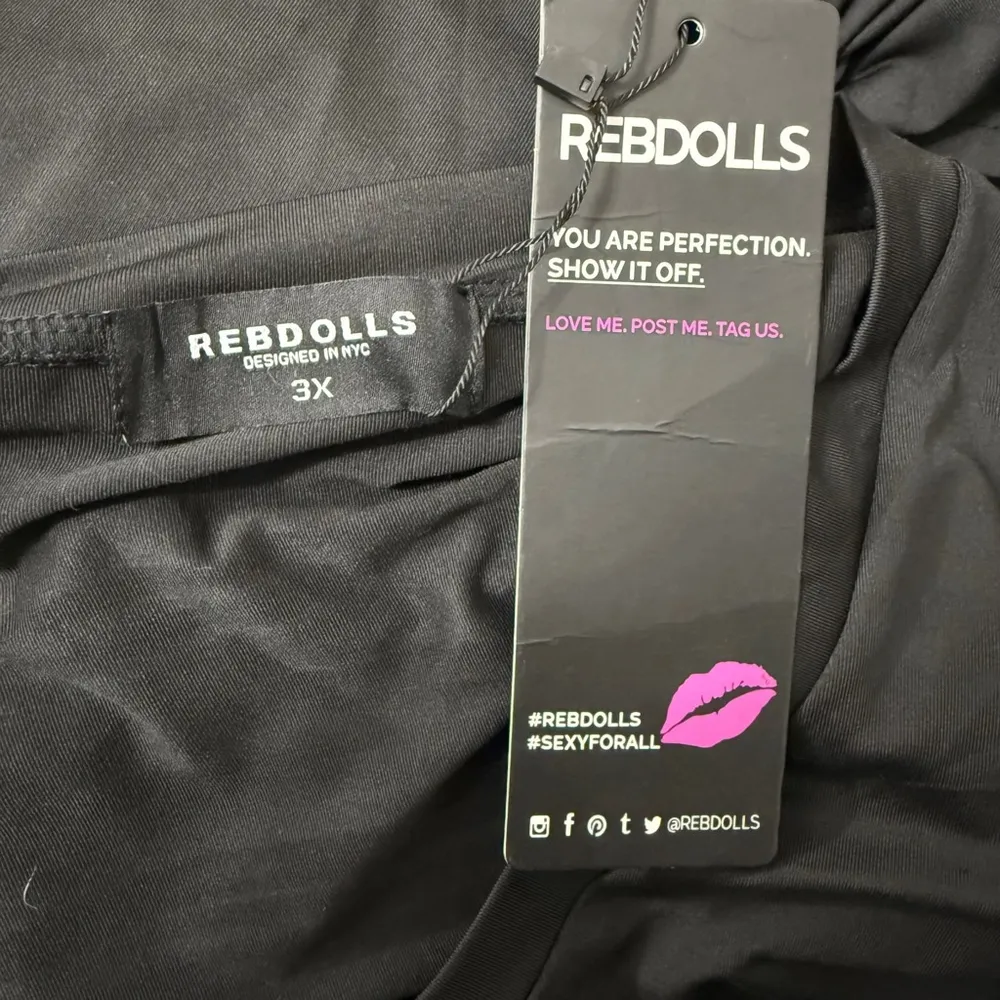 REBDOLLS
DESIGNED IN NYC
3X
REBDOLLS
YOU ARE PERFECTION.
SHOW IT OFF.
LOVE ME. POST ME. TAG US.
#REBDOLLS
#SEXYFORALL
@REBDOLLS